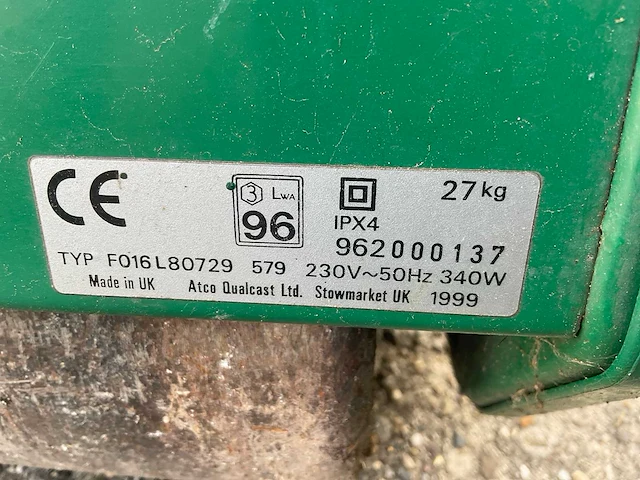 CE 3 LWA 27kg
96 IPX4
962000137
TYP F016L80729 579 230V~50Hz 340W
Made in UK Atco Qualcast Ltd. Stowmarket UK 1999